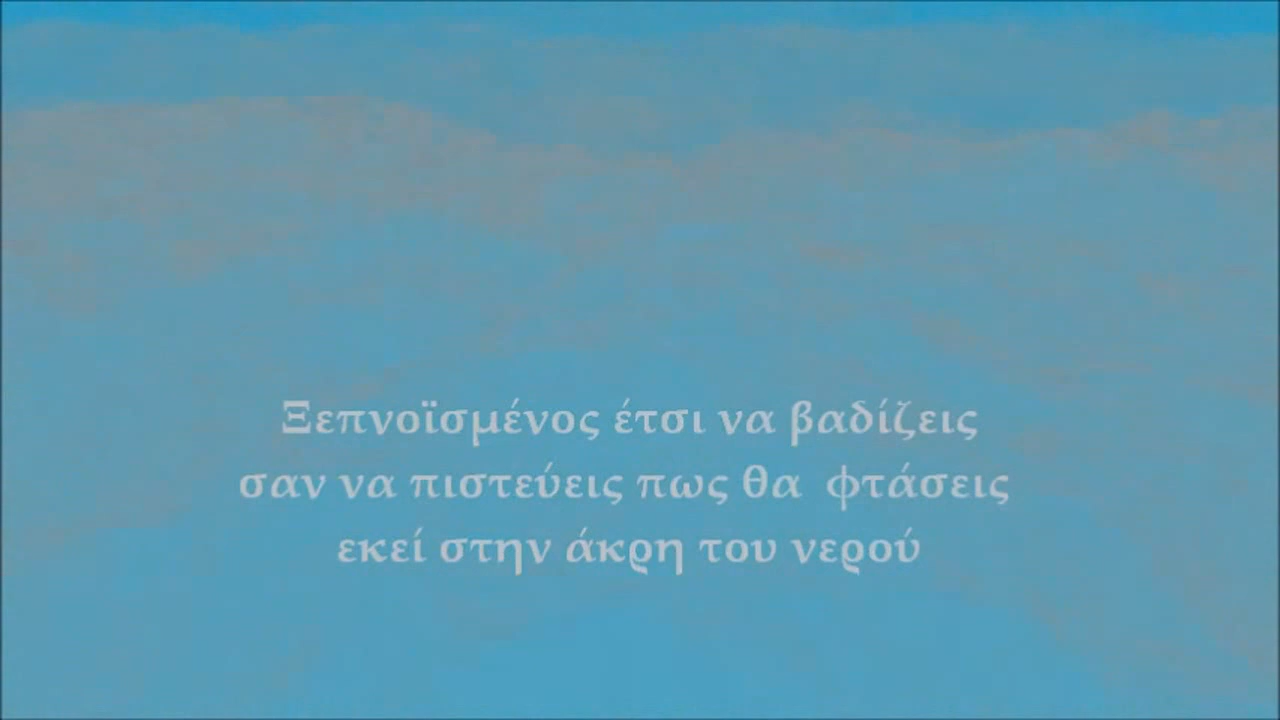 Ξεπνοϊσμένος έτσι να βαδίζεις
σαν να πιστεύεις πως θα φτάσεις
εκεί στην άκρη του νερού